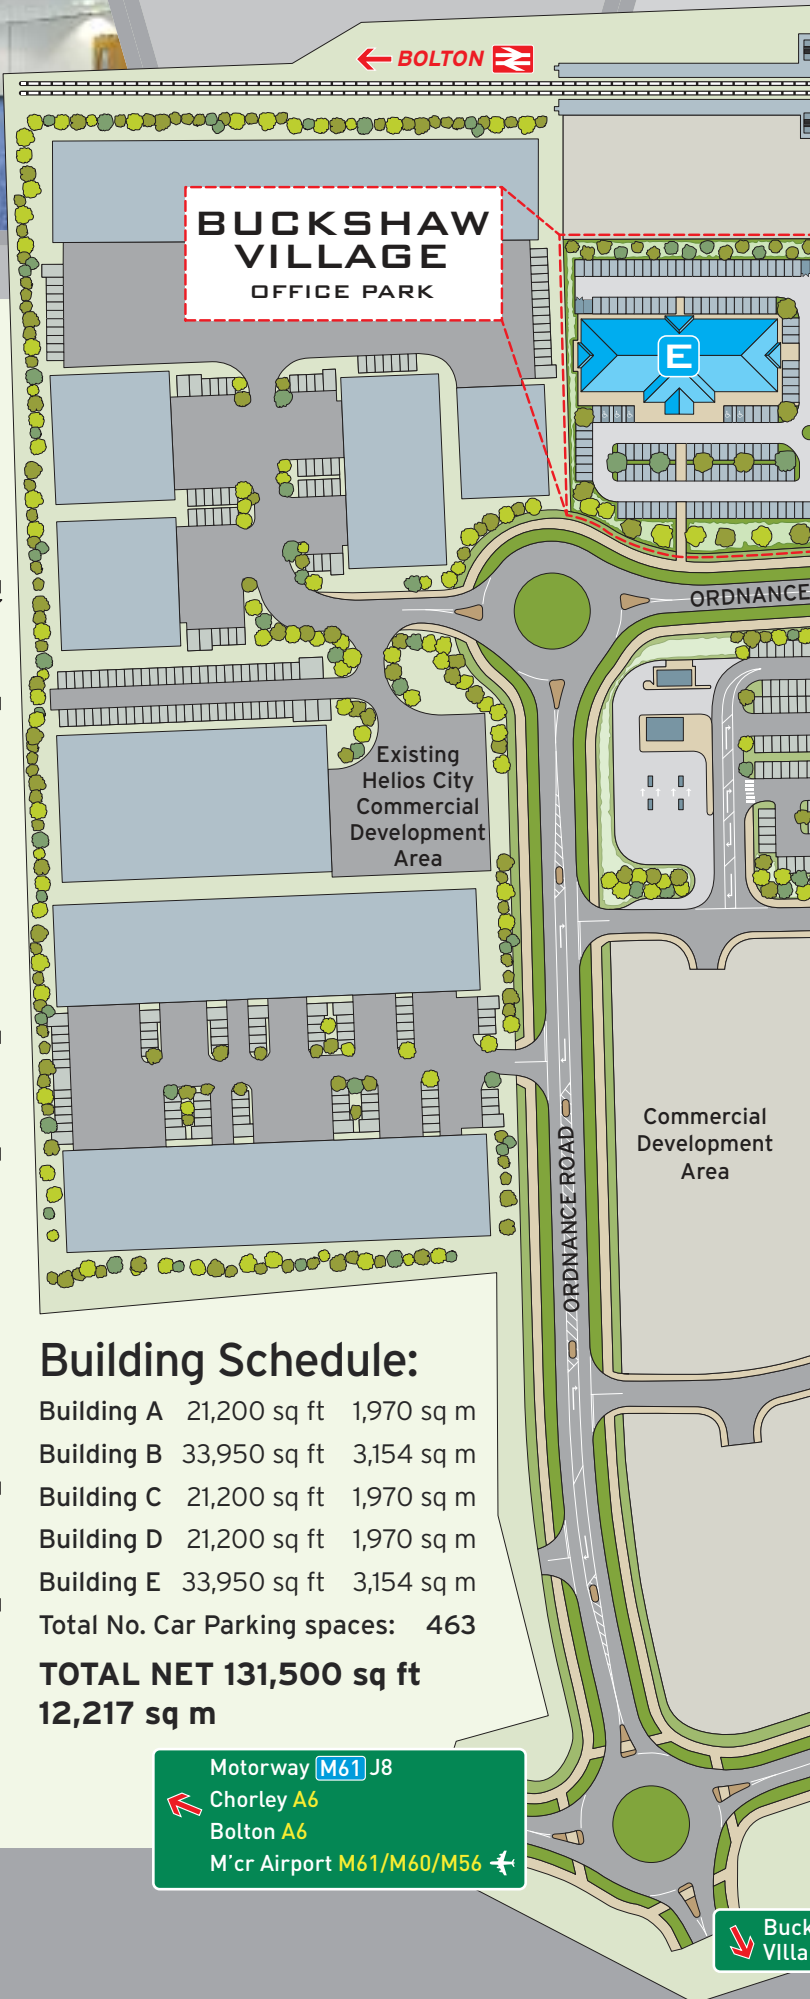 BOLTON
BUCKSHAW
VILLAGE
OFFICE PARK
E
ORDNANCE
Existing
Helios City
Commercial
Development
Area
Commercial
Development
Area
ORDNANCE ROAD
Building Schedule:
Building A 21,200 sq ft 1,970 sq m
Building B 33,950 sq ft 3,154 sq m
Building C 21,200 sq ft 1,970 sq m
Building D 21,200 sq ft 1,970 sq m
Building E 33,950 sq ft 3,154 sq m
Total No. Car Parking spaces: 463
TOTAL NET 131,500 sq ft
12,217 sq m
Motorway M61 J8
Chorley A6
Bolton A6
M'cr Airport M61/M60/M56
Buck
VIlla